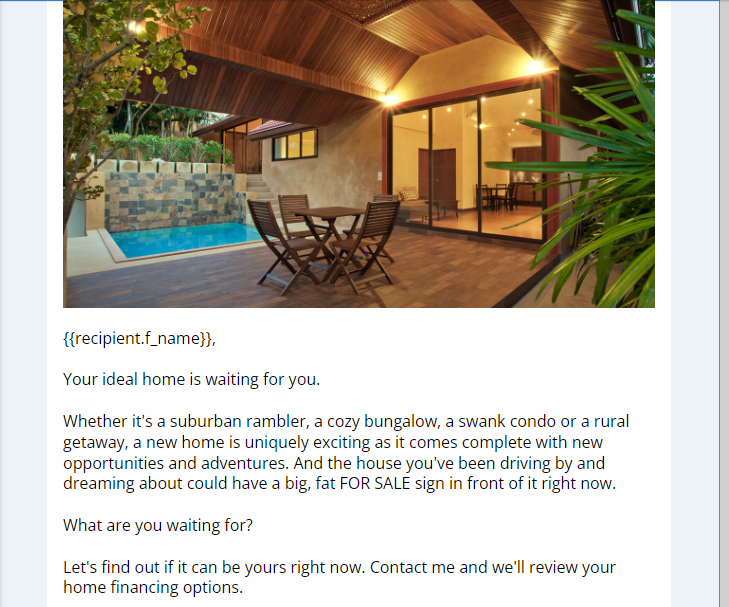 {{recipient.f_name}},
Your ideal home is waiting for you.
Whether it's a suburban rambler, a cozy bungalow, a swank condo or a rural
getaway, a new home is uniquely exciting as it comes complete with new
opportunities and adventures. And the house you've been driving by and
dreaming about could have a big, fat FOR SALE sign in front of it right now.
What are you waiting for?
Let's find out if it can be yours right now. Contact me and we'll review your
home financing options.